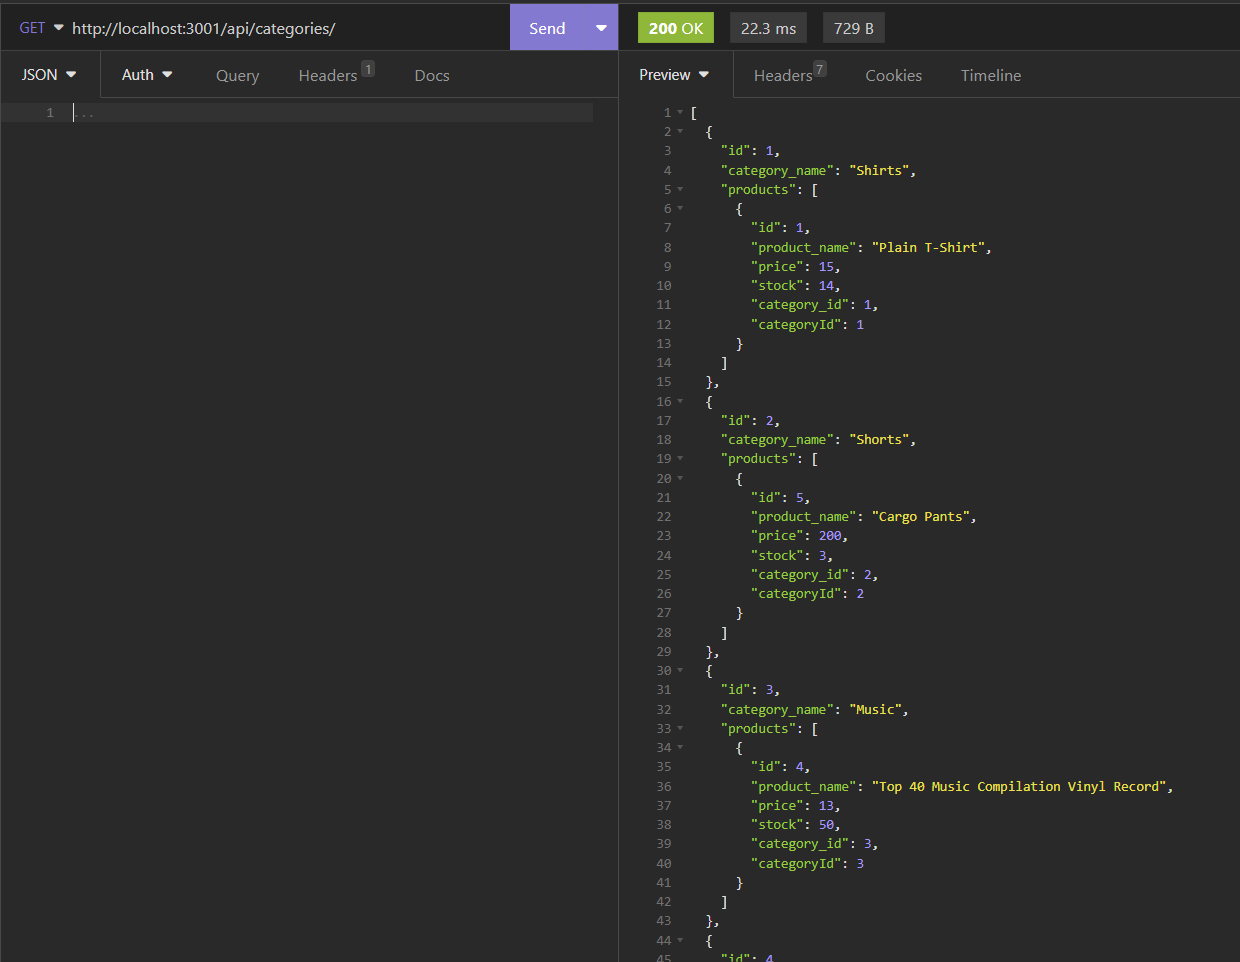 GET http://localhost:3001/api/categories/ Send 200 OK 22.3 ms 729 B
JSON Auth Query Headers 1 Docs Preview Headers 7 Cookies Timeline
1 ...
1 [
2 {
3 "id": 1,
4 "category_name": "Shirts",
5 "products": [
6 {
7 "id": 1,
8 "product_name": "Plain T-Shirt",
9 "price": 15,
10 "stock": 14,
11 "category_id": 1,
12 "categoryId": 1
13 }
14 ]
15 },
16 {
17 "id": 2,
18 "category_name": "Shorts",
19 "products": [
20 {
21 "id": 5,
22 "product_name": "Cargo Pants",
23 "price": 200,
24 "stock": 3,
25 "category_id": 2,
26 "categoryId": 2
27 }
28 ]
29 },
30 {
31 "id": 3,
32 "category_name": "Music",
33 "products": [
34 {
35 "id": 4,
36 "product_name": "Top 40 Music Compilation Vinyl Record",
37 "price": 13,
38 "stock": 50,
39 "category_id": 3,
40 "categoryId": 3
41 }
42 ]
43 },
44 {
45 "id": 4